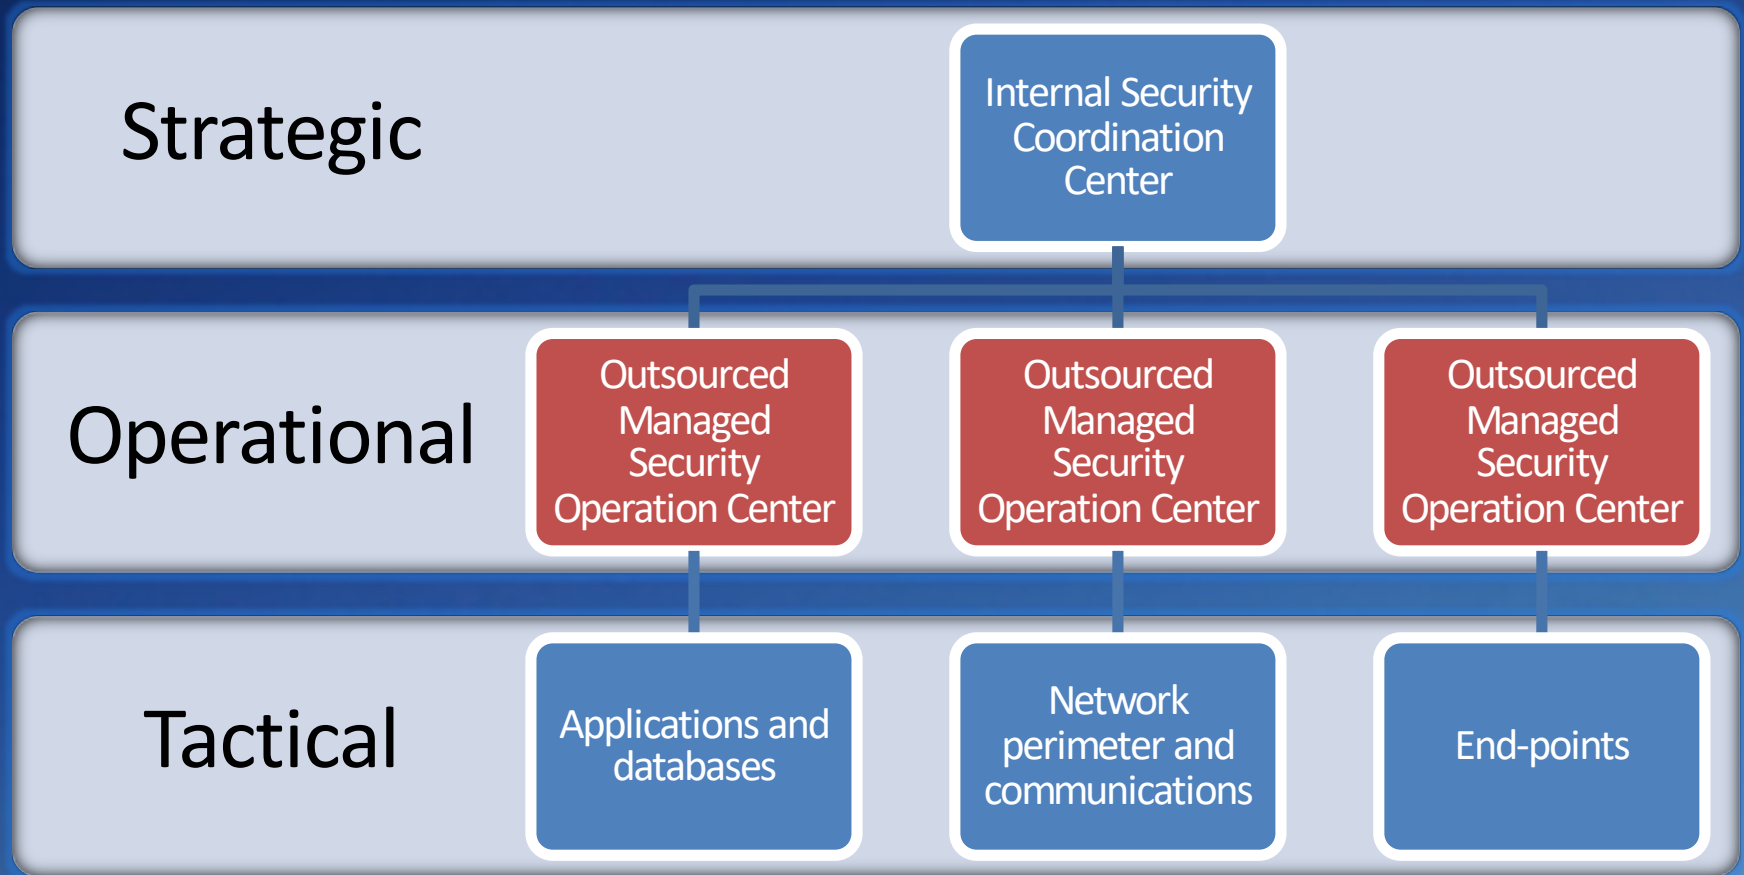 Strategic
Internal Security
Coordination
Center
Operational
Outsourced
Managed
Security
Operation Center
Outsourced
Managed
Security
Operation Center
Outsourced
Managed
Security
Operation Center
Tactical
Applications and
databases
Network
perimeter and
communications
End-points